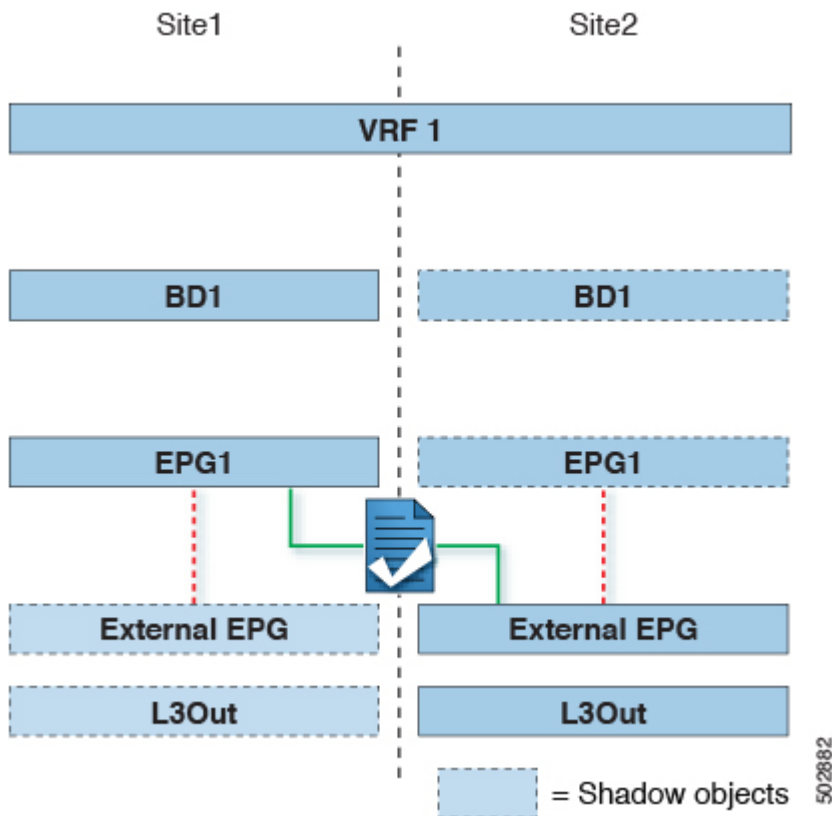 Site1
Site2
VRF 1
BD1
BD1
EPG1
EPG1
External EPG
External EPG
L3Out
L3Out
= Shadow objects
502882